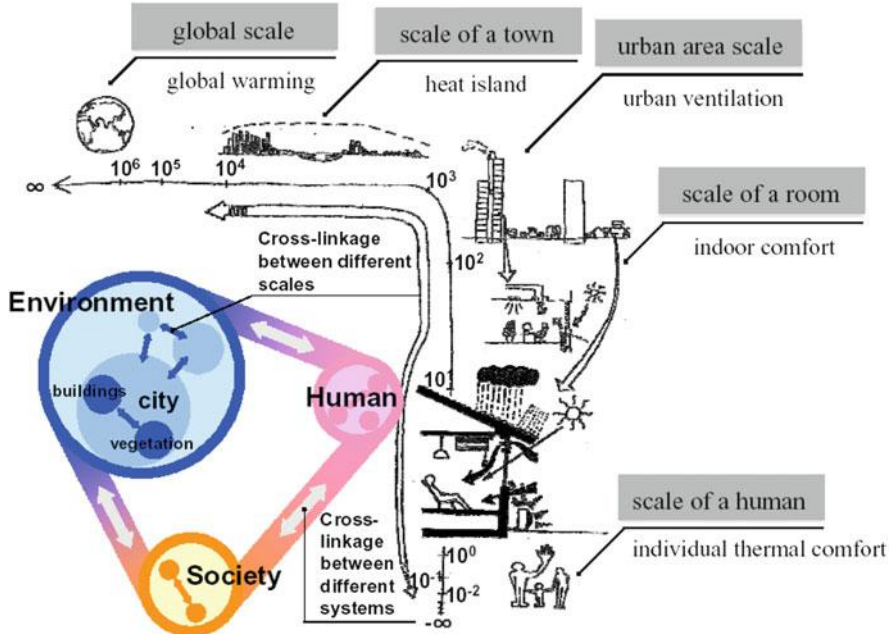 global scale
global warming
scale of a town
heat island
urban area scale
urban ventilation
∞
10⁶
10⁵
10⁴
10³
scale of a room
indoor comfort
Cross-linkage
between different
scales
10²
Environment
buildings
city
vegetation
Human
10¹
scale of a human
individual thermal comfort
Cross-
linkage
between
different
systems
Society
10⁰
10⁻¹
10⁻²
-∞